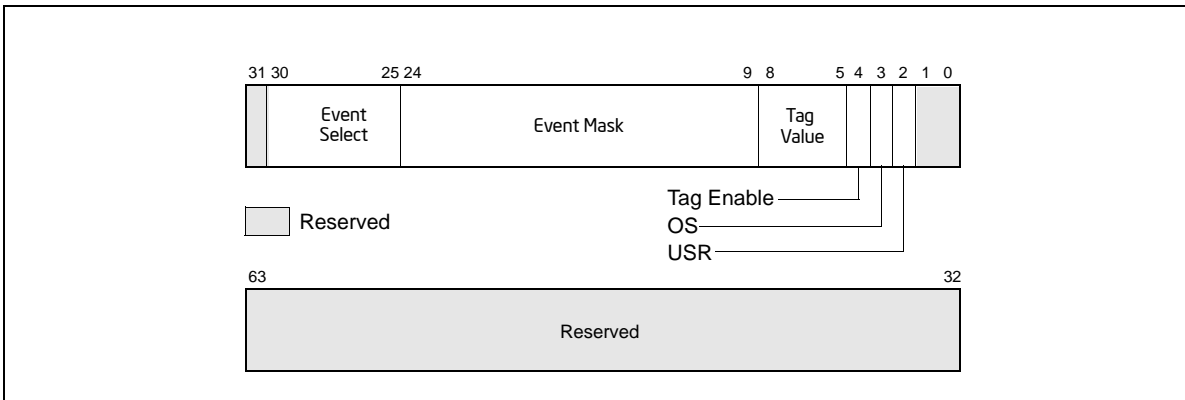 31 30 25 24 9 8 5 4 3 2 1 0
Event
Select
Event Mask
Tag
Value
Tag Enable
Reserved
OS
USR
63 32
Reserved